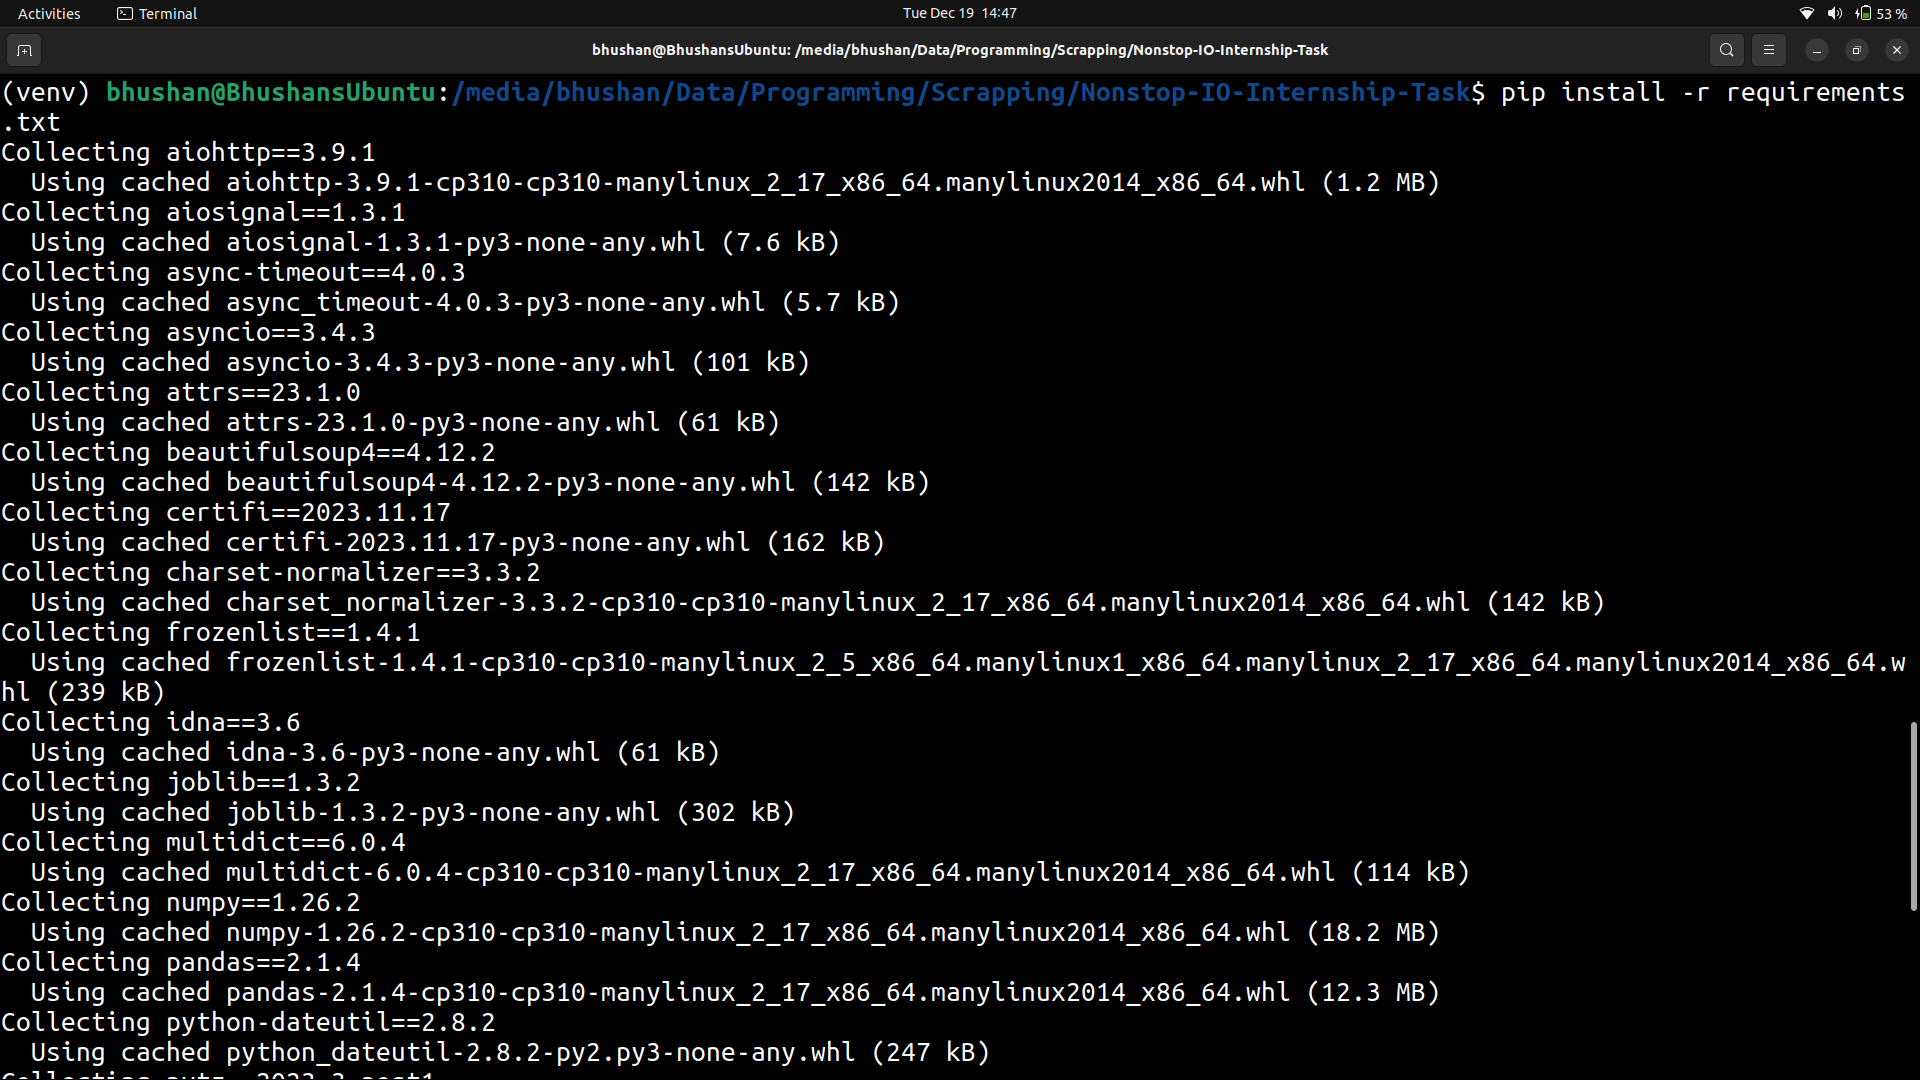 Activities Terminal Tue Dec 19 14:47 53 %
bhushan@BhushansUbuntu: /media/bhushan/Data/Programming/Scrapping/Nonstop-IO-Internship-Task
(venv) bhushan@BhushansUbuntu:/media/bhushan/Data/Programming/Scrapping/Nonstop-IO-Internship-Task$ pip install -r requirements
.txt
Collecting aiohttp==3.9.1
  Using cached aiohttp-3.9.1-cp310-cp310-manylinux_2_17_x86_64.manylinux2014_x86_64.whl (1.2 MB)
Collecting aiosignal==1.3.1
  Using cached aiosignal-1.3.1-py3-none-any.whl (7.6 kB)
Collecting async-timeout==4.0.3
  Using cached async_timeout-4.0.3-py3-none-any.whl (5.7 kB)
Collecting asyncio==3.4.3
  Using cached asyncio-3.4.3-py3-none-any.whl (101 kB)
Collecting attrs==23.1.0
  Using cached attrs-23.1.0-py3-none-any.whl (61 kB)
Collecting beautifulsoup4==4.12.2
  Using cached beautifulsoup4-4.12.2-py3-none-any.whl (142 kB)
Collecting certifi==2023.11.17
  Using cached certifi-2023.11.17-py3-none-any.whl (162 kB)
Collecting charset-normalizer==3.3.2
  Using cached charset_normalizer-3.3.2-cp310-cp310-manylinux_2_17_x86_64.manylinux2014_x86_64.whl (142 kB)
Collecting frozenlist==1.4.1
  Using cached frozenlist-1.4.1-cp310-cp310-manylinux_2_5_x86_64.manylinux1_x86_64.manylinux_2_17_x86_64.manylinux2014_x86_64.w
hl (239 kB)
Collecting idna==3.6
  Using cached idna-3.6-py3-none-any.whl (61 kB)
Collecting joblib==1.3.2
  Using cached joblib-1.3.2-py3-none-any.whl (302 kB)
Collecting multidict==6.0.4
  Using cached multidict-6.0.4-cp310-cp310-manylinux_2_17_x86_64.manylinux2014_x86_64.whl (114 kB)
Collecting numpy==1.26.2
  Using cached numpy-1.26.2-cp310-cp310-manylinux_2_17_x86_64.manylinux2014_x86_64.whl (18.2 MB)
Collecting pandas==2.1.4
  Using cached pandas-2.1.4-cp310-cp310-manylinux_2_17_x86_64.manylinux2014_x86_64.whl (12.3 MB)
Collecting python-dateutil==2.8.2
  Using cached python_dateutil-2.8.2-py2.py3-none-any.whl (247 kB)
Collecting pytz==2023.3.post1